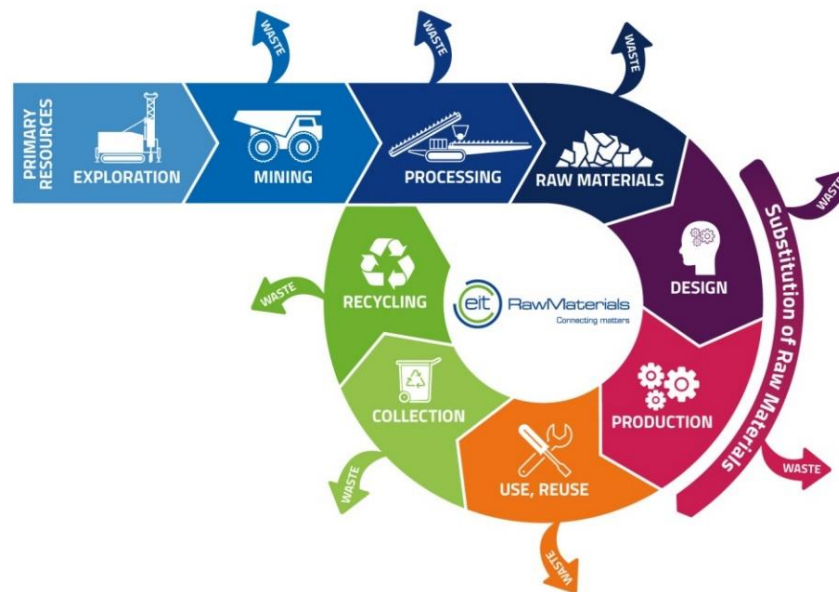 PRIMARY
RESOURCES
EXPLORATION
WASTE
MINING
WASTE
PROCESSING
WASTE
RAW MATERIALS
DESIGN
WASTE
Substitution of Raw Materials
PRODUCTION
WASTE
USE, REUSE
WASTE
COLLECTION
WASTE
RECYCLING
WASTE
eit RawMaterials
Connecting matters